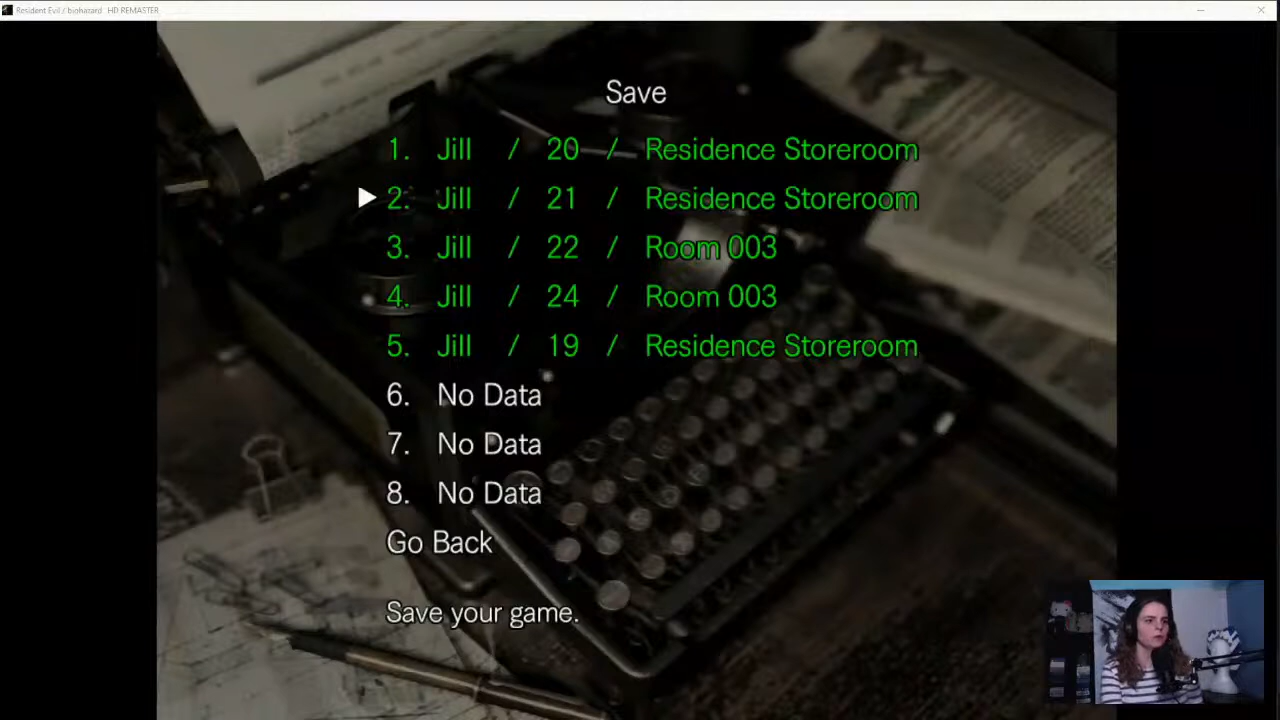 Resident Evil / biohazard HD REMASTER
Save
1. Jill / 20 / Residence Storeroom
2. Jill / 21 / Residence Storeroom
3. Jill / 22 / Room 003
4. Jill / 24 / Room 003
5. Jill / 19 / Residence Storeroom
6. No Data
7. No Data
8. No Data
Go Back
Save your game.